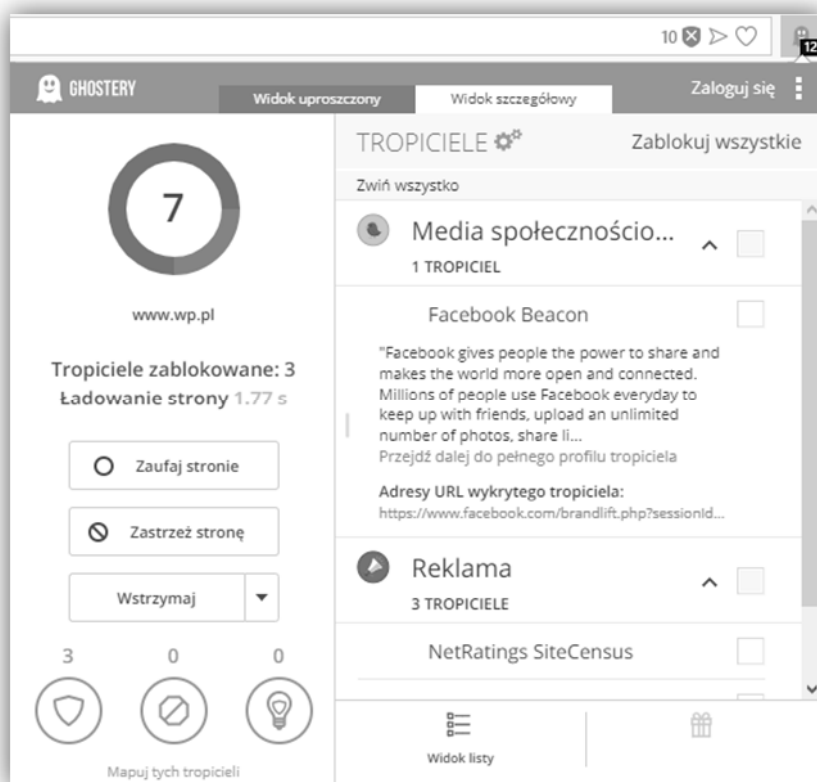 10
12
GHOSTERY
Widok uproszczony
Widok szczegółowy
Zaloguj się
7
www.wp.pl
Tropiciele zablokowane: 3
Ładowanie strony 1.77 s
Zaufaj stronie
Zastrzeż stronę
Wstrzymaj
3 0 0
Mapuj tych tropicieli
TROPICIELE
Zablokuj wszystkie
Zwiń wszystko
Media społecznościo...
1 TROPICIEL
Facebook Beacon
"Facebook gives people the power to share and
makes the world more open and connected.
Millions of people use Facebook everyday to
keep up with friends, upload an unlimited
number of photos, share li...
Przejdź dalej do pełnego profilu tropiciela
Adresy URL wykrytego tropiciela:
https://www.facebook.com/brandlift.php?sessionId...
Reklama
3 TROPICIELE
NetRatings SiteCensus
Widok listy